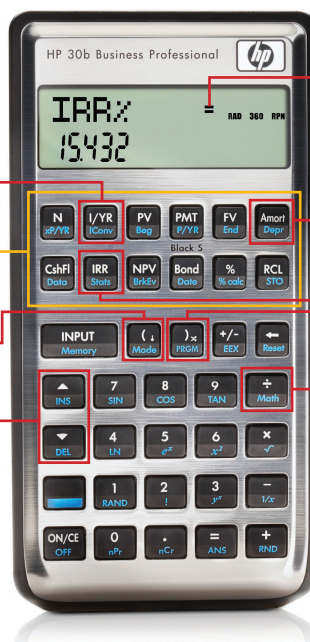 HP 30b Business Professional hp
IRR% = RAD 360 RPN
15.432
N I/YR PV PMT FV Amort
xP/YR IConv Beg P/YR End Depr
Black S
CshFl IRR NPV Bond % RCL
Data Stats BrkEv Date % calc STO
INPUT (↓ )x +/- ←
Memory Mode PRGM EEX Reset
▲ 7 8 9 ÷
INS SIN COS TAN Math
▼ 4 5 6 ×
DEL LN eˣ x² √
1 2 3 −
RAND ! yˣ 1/x
ON/CE 0 . = +
OFF nPr nCr ANS RND